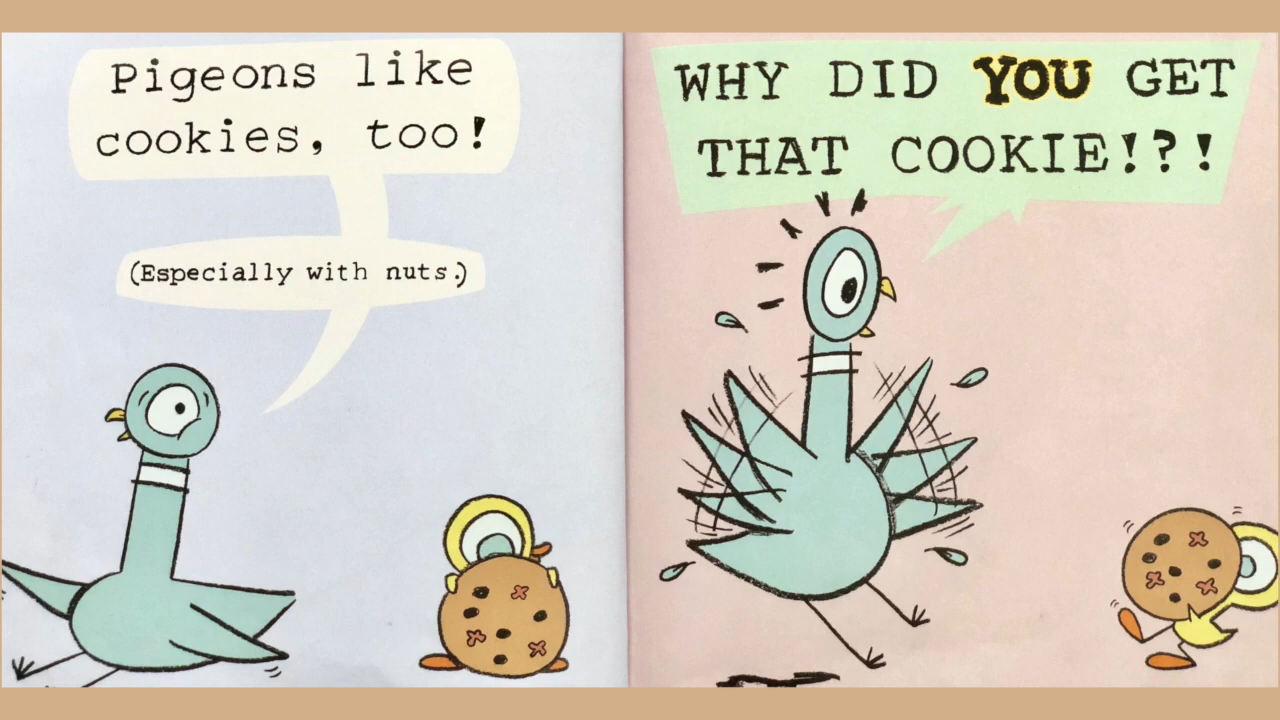 Pigeons like
cookies, too!
(Especially with nuts.)
WHY DID YOU GET
THAT COOKIE!?!